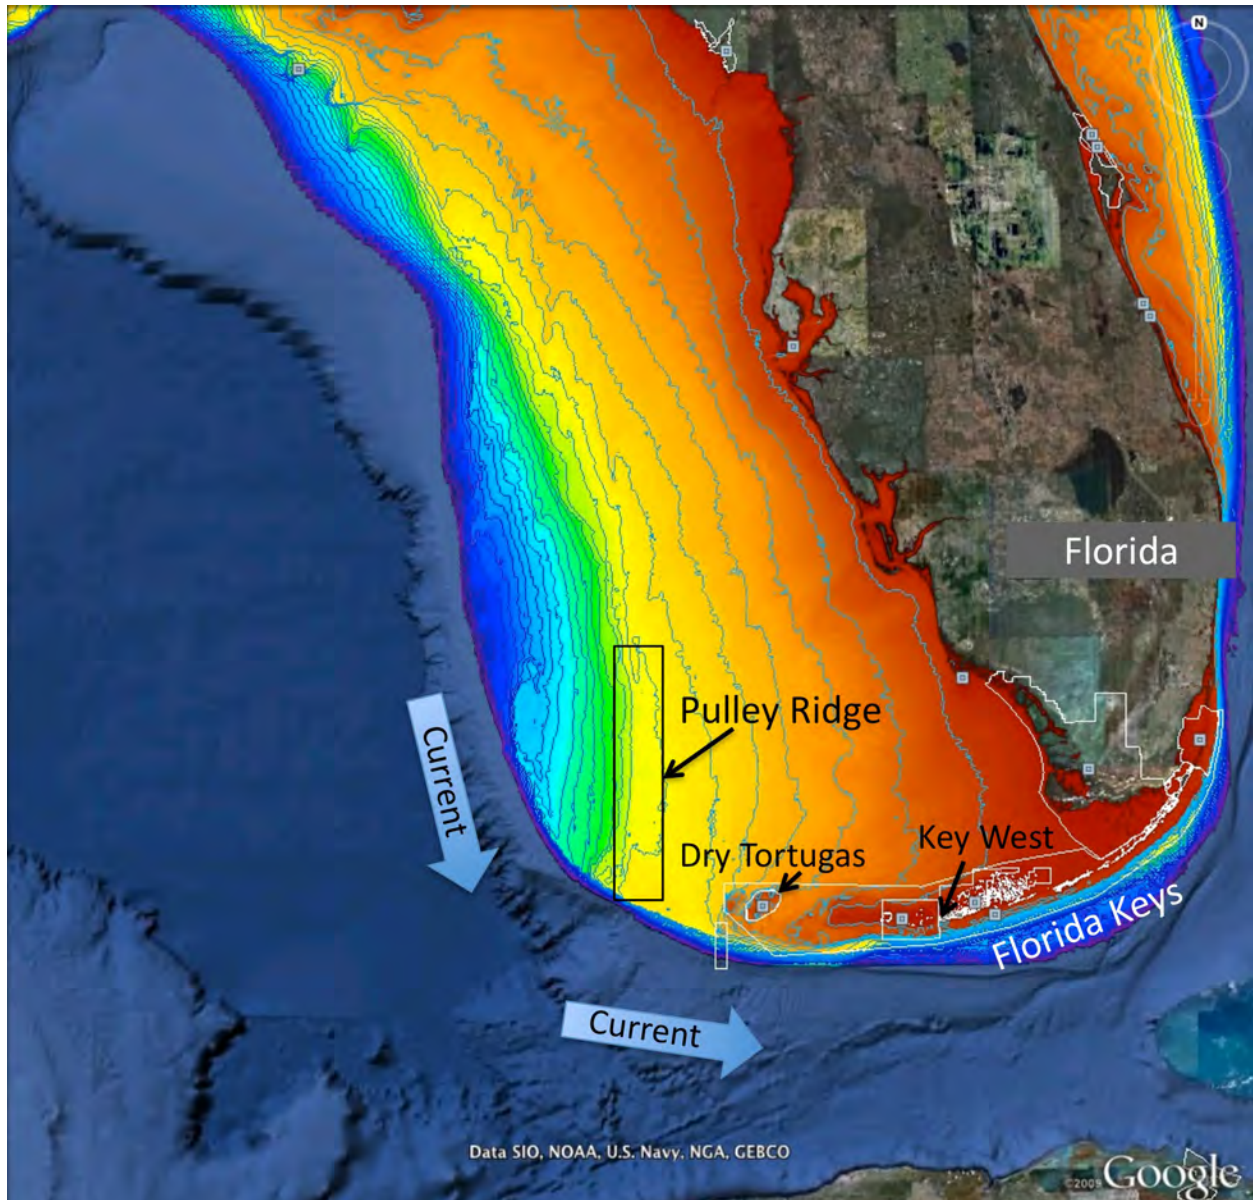 N
Florida
Pulley Ridge
Current
Dry Tortugas
Key West
Florida Keys
Current
Data SIO, NOAA, U.S. Navy, NGA, GEBCO
©2009 Google